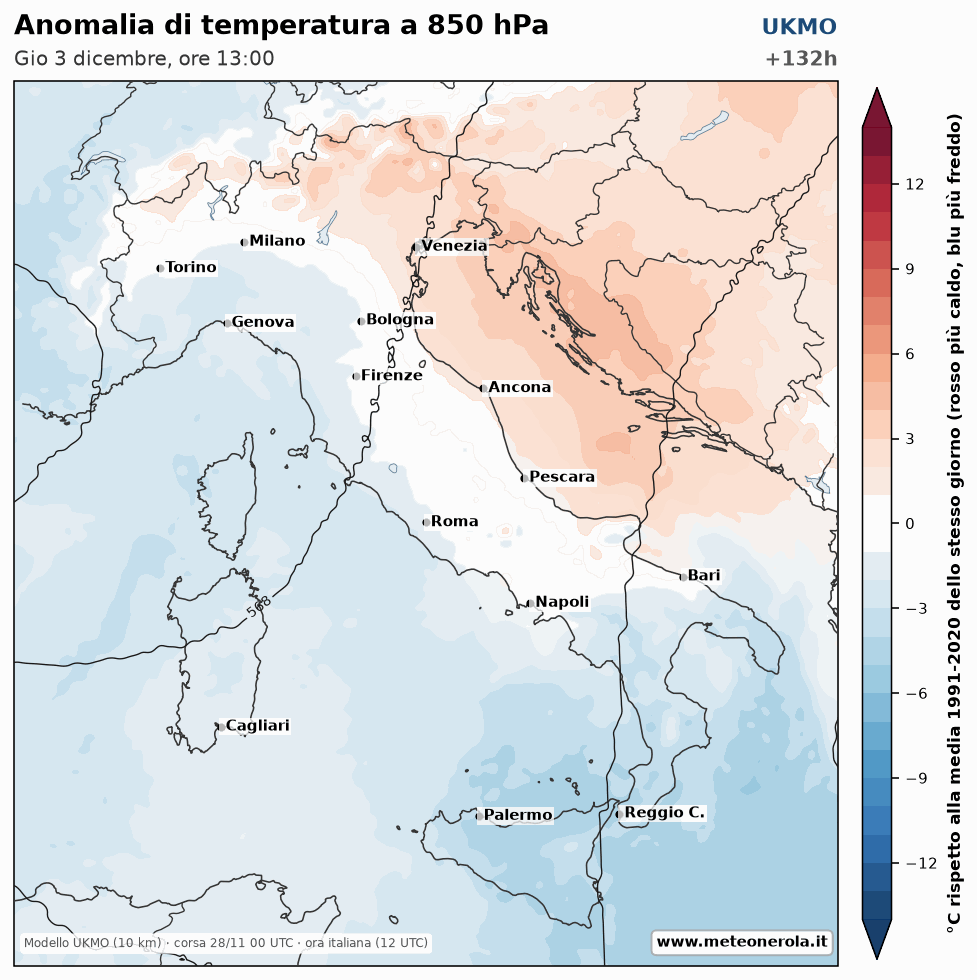 Anomalia di temperatura a 850 hPa
UKMO
Gio 3 dicembre, ore 13:00
+132h
Milano
Venezia
Torino
Genova
Bologna
Firenze
Ancona
Pescara
Roma
Bari
Napoli
568
Cagliari
Palermo
Reggio C.
12
9
6
3
0
−3
−6
−9
−12
°C rispetto alla media 1991-2020 dello stesso giorno (rosso più caldo, blu più freddo)
Modello UKMO (10 km) · corsa 28/11 00 UTC · ora italiana (12 UTC)
www.meteonerola.it